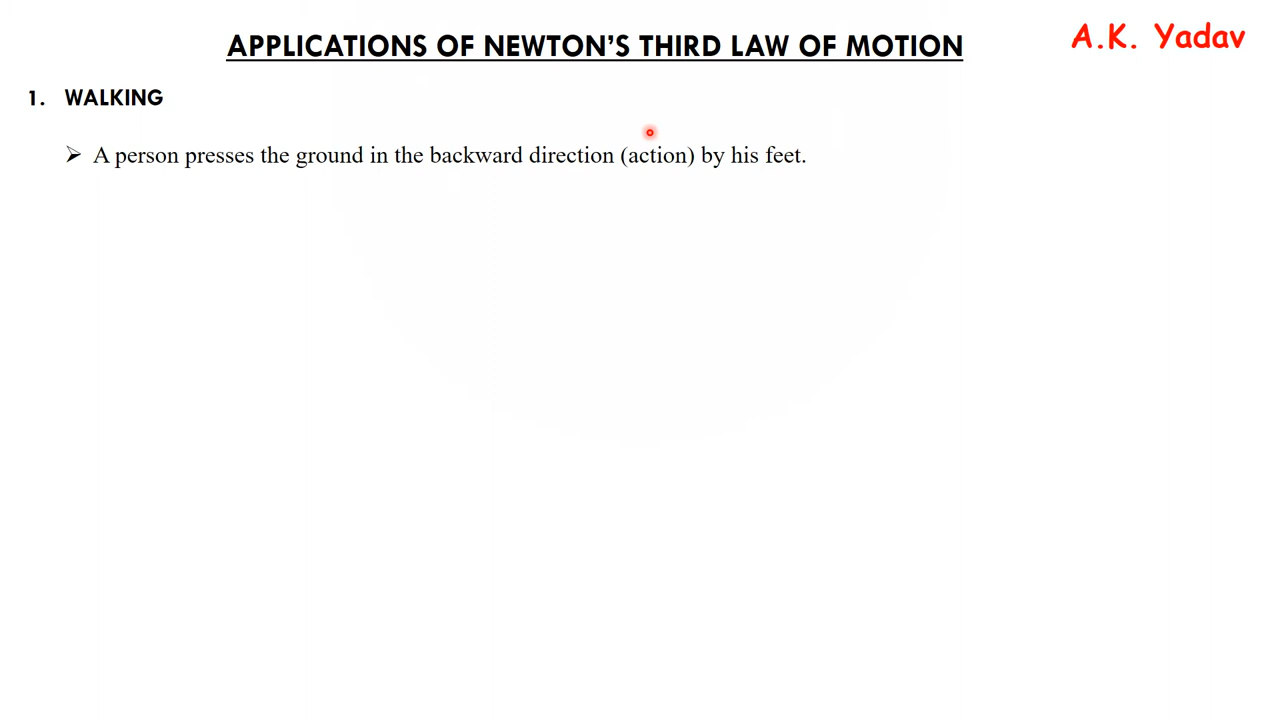 APPLICATIONS OF NEWTON'S THIRD LAW OF MOTION
A.K. Yadav
1. WALKING
➢ A person presses the ground in the backward direction (action) by his feet.